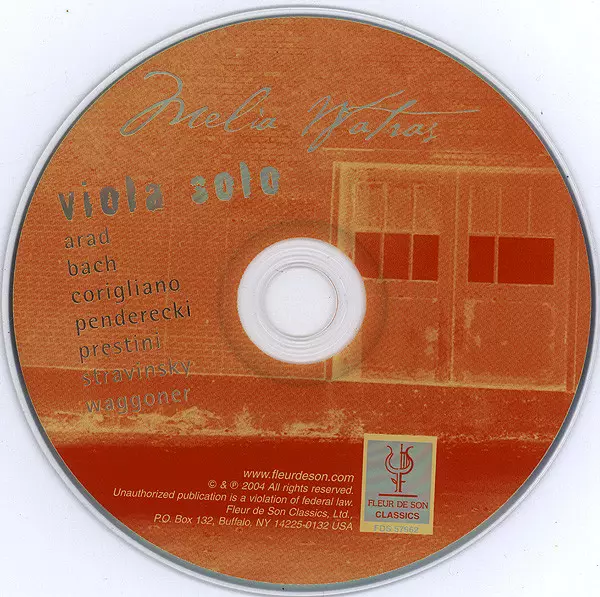 Melia Watras
viola solo
arad
bach
corigliano
penderecki
prestini
stravinsky
waggoner
www.fleurdeson.com
© & ℗ 2004 All rights reserved.
Unauthorized publication is a violation of federal law.
Fleur de Son Classics, Ltd.
P.O. Box 132, Buffalo, NY 14225-0132 USA
FLEUR DE SON
CLASSICS
FDS 57962